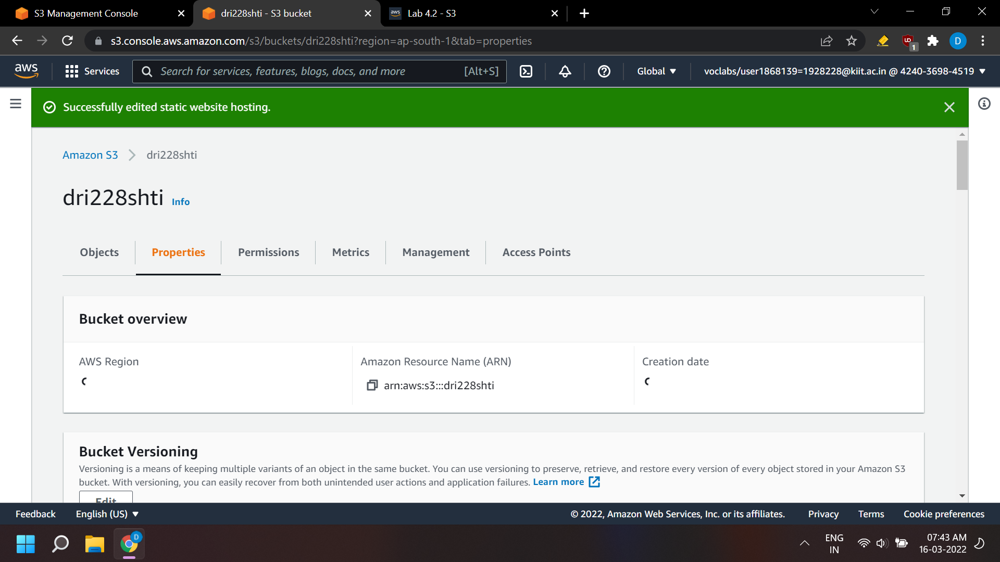 S3 Management Console
dri228shti - S3 bucket
aws Lab 4.2 - S3
s3.console.aws.amazon.com/s3/buckets/dri228shti?region=ap-south-1&tab=properties
1
D
aws
Services
Search for services, features, blogs, docs, and more [Alt+S]
Global
voclabs/user1868139=1928228@kiit.ac.in @ 4240-3698-4519
Successfully edited static website hosting.
Amazon S3
dri228shti
dri228shti Info
Objects
Properties
Permissions
Metrics
Management
Access Points
Bucket overview
AWS Region
Amazon Resource Name (ARN)
arn:aws:s3:::dri228shti
Creation date
Bucket Versioning
Versioning is a means of keeping multiple variants of an object in the same bucket. You can use versioning to preserve, retrieve, and restore every version of every object stored in your Amazon S3
bucket. With versioning, you can easily recover from both unintended user actions and application failures. Learn more
Edit
Feedback
English (US)
© 2022, Amazon Web Services, Inc. or its affiliates.
Privacy
Terms
Cookie preferences
D
ENG
IN
07:43 AM
16-03-2022